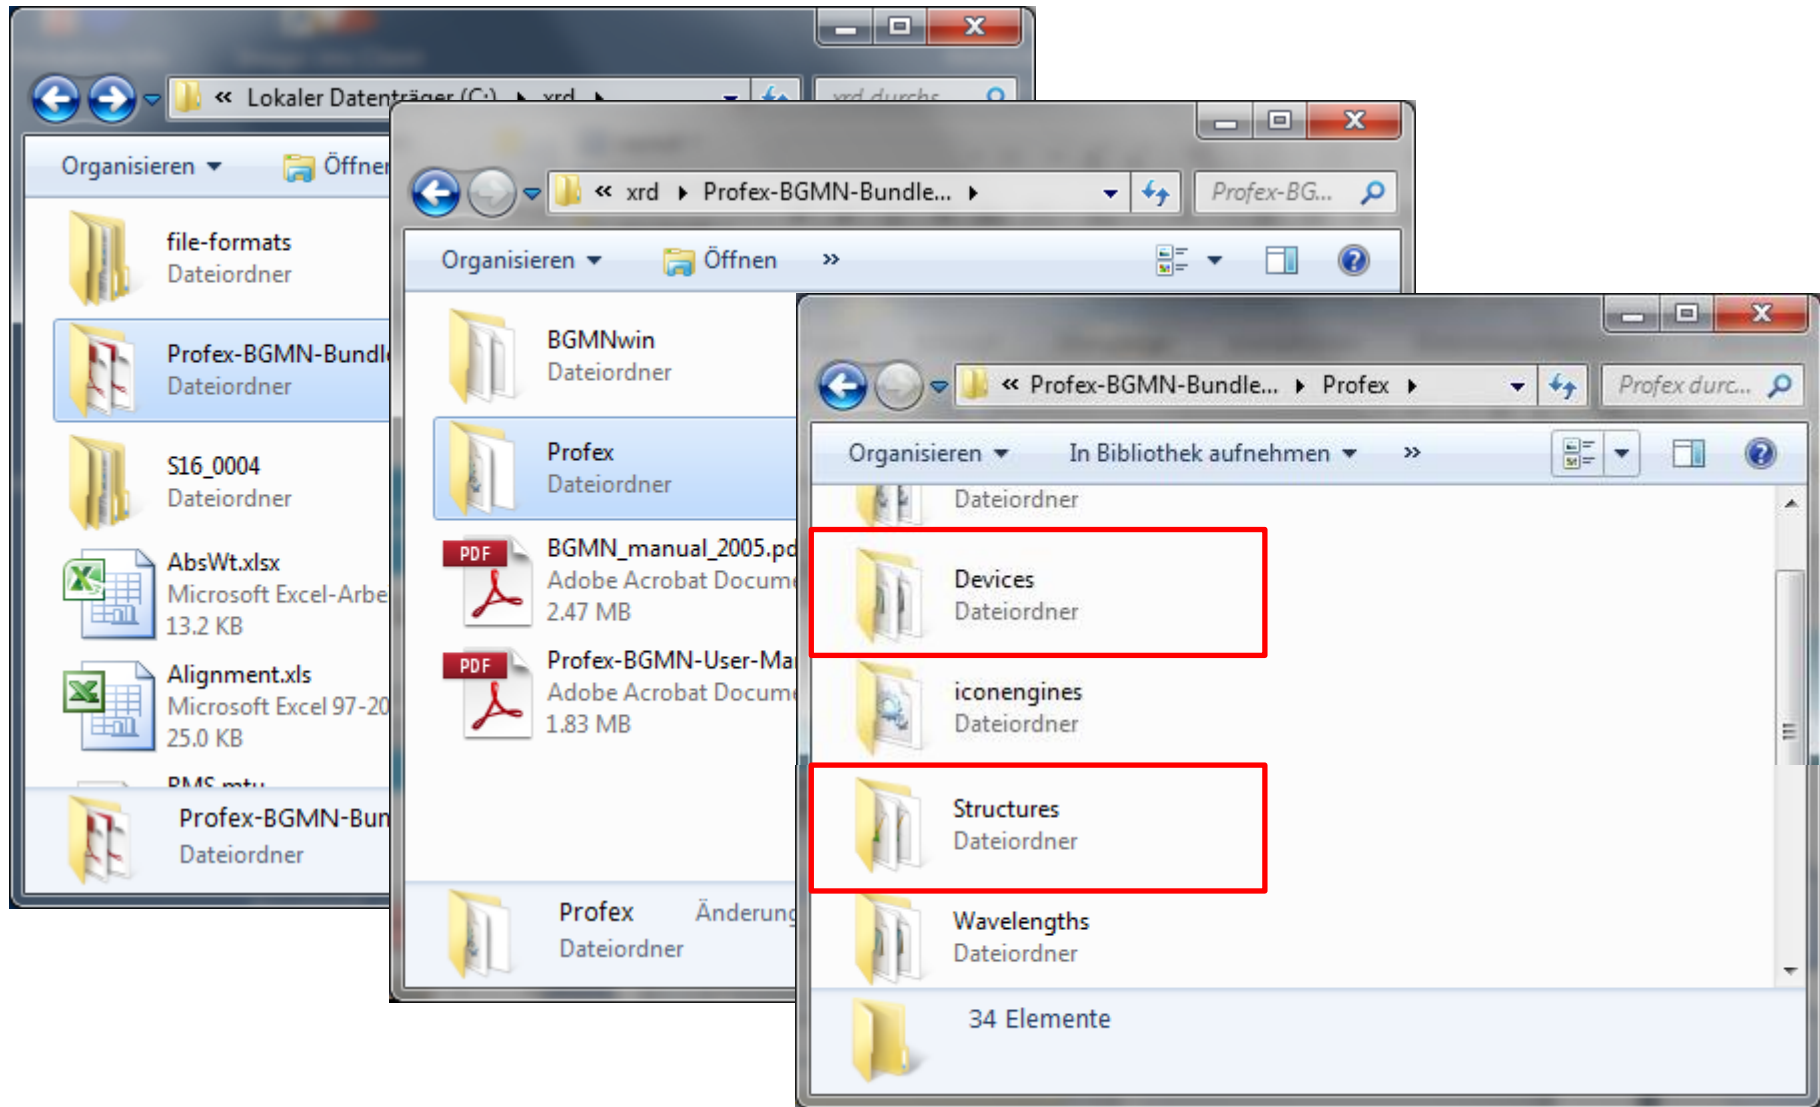 « Lokaler Datenträger (C:) ▸ xrd ▸
xrd durchs
Organisieren
Öffnen
file-formats
Dateiordner
Profex-BGMN-Bundle
Dateiordner
S16_0004
Dateiordner
AbsWt.xlsx
Microsoft Excel-Arbe
13.2 KB
Alignment.xls
Microsoft Excel 97-20
25.0 KB
Profex-BGMN-Bun
Dateiordner
« xrd ▸ Profex-BGMN-Bundle... ▸
Profex-BG...
Organisieren
Öffnen
»
BGMNwin
Dateiordner
Profex
Dateiordner
PDF
BGMN_manual_2005.pd
Adobe Acrobat Docume
2.47 MB
PDF
Profex-BGMN-User-Ma
Adobe Acrobat Docume
1.83 MB
Profex Änderung
Dateiordner
« Profex-BGMN-Bundle... ▸ Profex ▸
Profex durc...
Organisieren
In Bibliothek aufnehmen
»
Dateiordner
Devices
Dateiordner
iconengines
Dateiordner
Structures
Dateiordner
Wavelengths
Dateiordner
34 Elemente